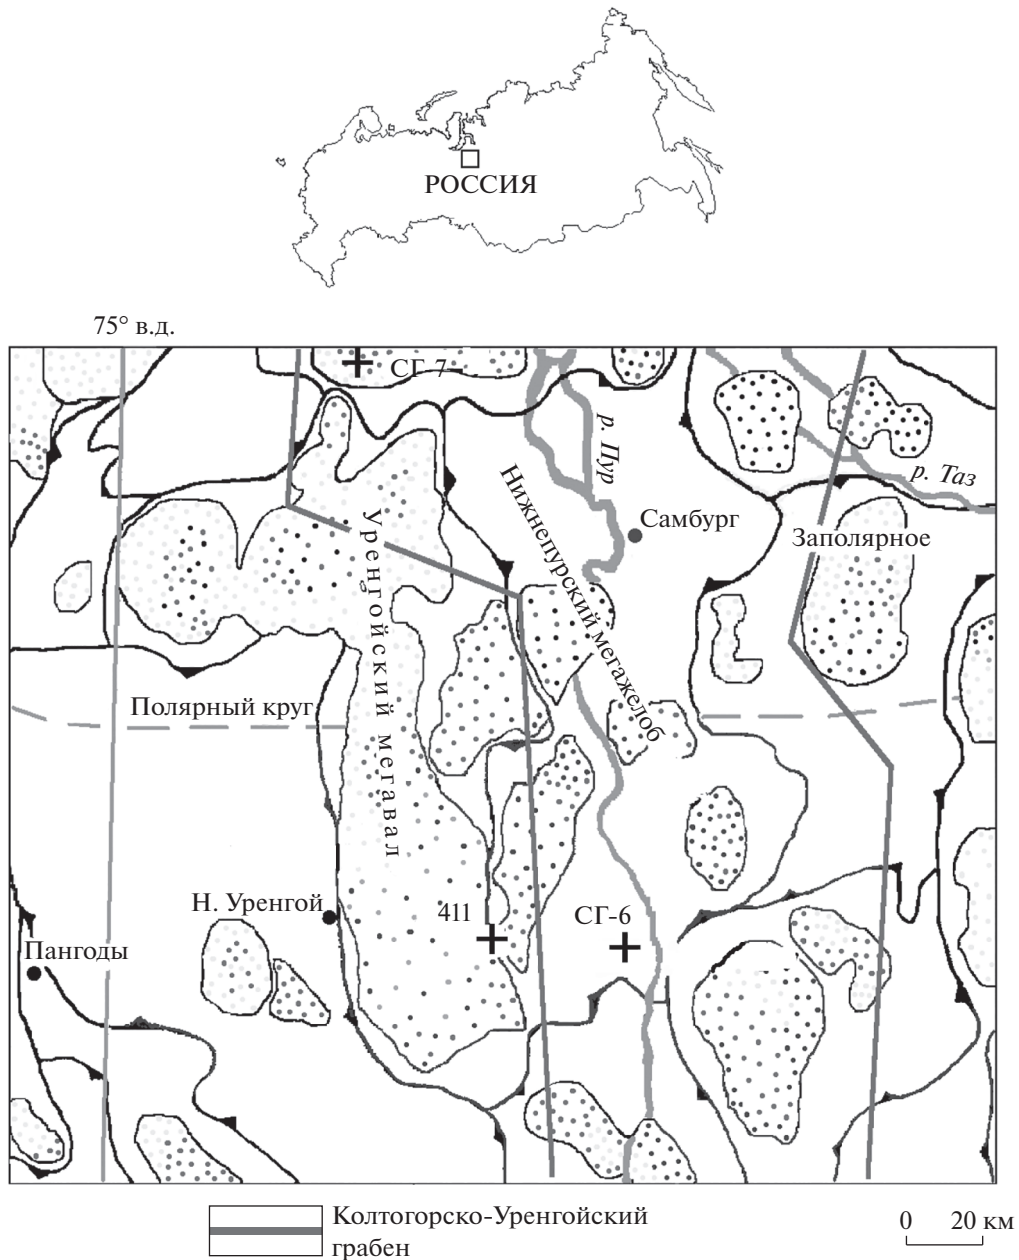 РОССИЯ
75° в.д.
СГ-7
р. Пур
р. Таз
Нижнепурский мегажелоб
Самбург
Уренгойский мегавал
Заполярное
Полярный круг
Н. Уренгой
411
СГ-6
Пангоды
Колтогорско-Уренгойский
грабен
0 20 км